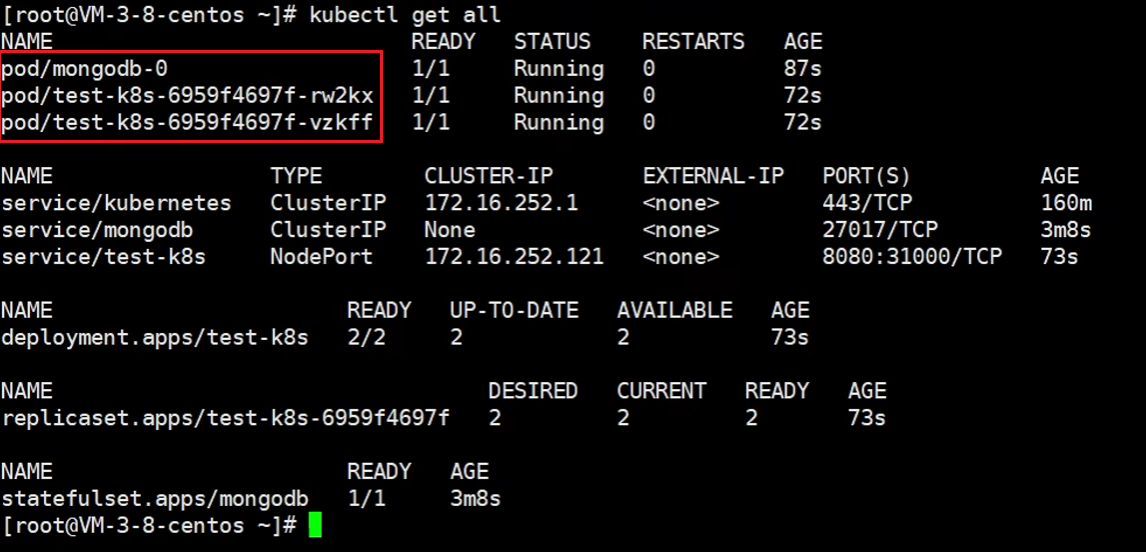 [root@VM-3-8-centos ~]# kubectl get all
NAME READY STATUS RESTARTS AGE
pod/mongodb-0 1/1 Running 0 87s
pod/test-k8s-6959f4697f-rw2kx 1/1 Running 0 72s
pod/test-k8s-6959f4697f-vzkff 1/1 Running 0 72s
NAME TYPE CLUSTER-IP EXTERNAL-IP PORT(S) AGE
service/kubernetes ClusterIP 172.16.252.1 <none> 443/TCP 160m
service/mongodb ClusterIP None <none> 27017/TCP 3m8s
service/test-k8s NodePort 172.16.252.121 <none> 8080:31000/TCP 73s
NAME READY UP-TO-DATE AVAILABLE AGE
deployment.apps/test-k8s 2/2 2 2 73s
NAME DESIRED CURRENT READY AGE
replicaset.apps/test-k8s-6959f4697f 2 2 2 73s
NAME READY AGE
statefulset.apps/mongodb 1/1 3m8s
[root@VM-3-8-centos ~]#